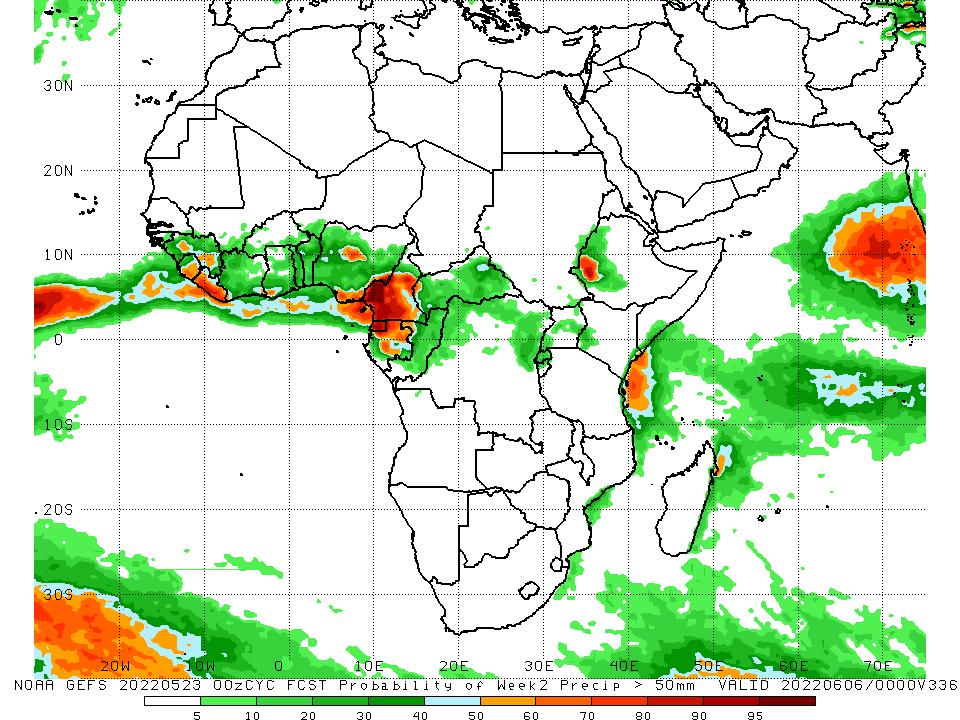 30N
20N
10N
0
10S
20S
30S
20W 10W 0 10E 20E 30E 40E 50E 60E 70E
NOAA GEFS 20220523 00zCYC FCST Probability of Week2 Precip > 50mm VALID 20220606/0000V336
5 10 20 30 40 50 60 70 80 90 95